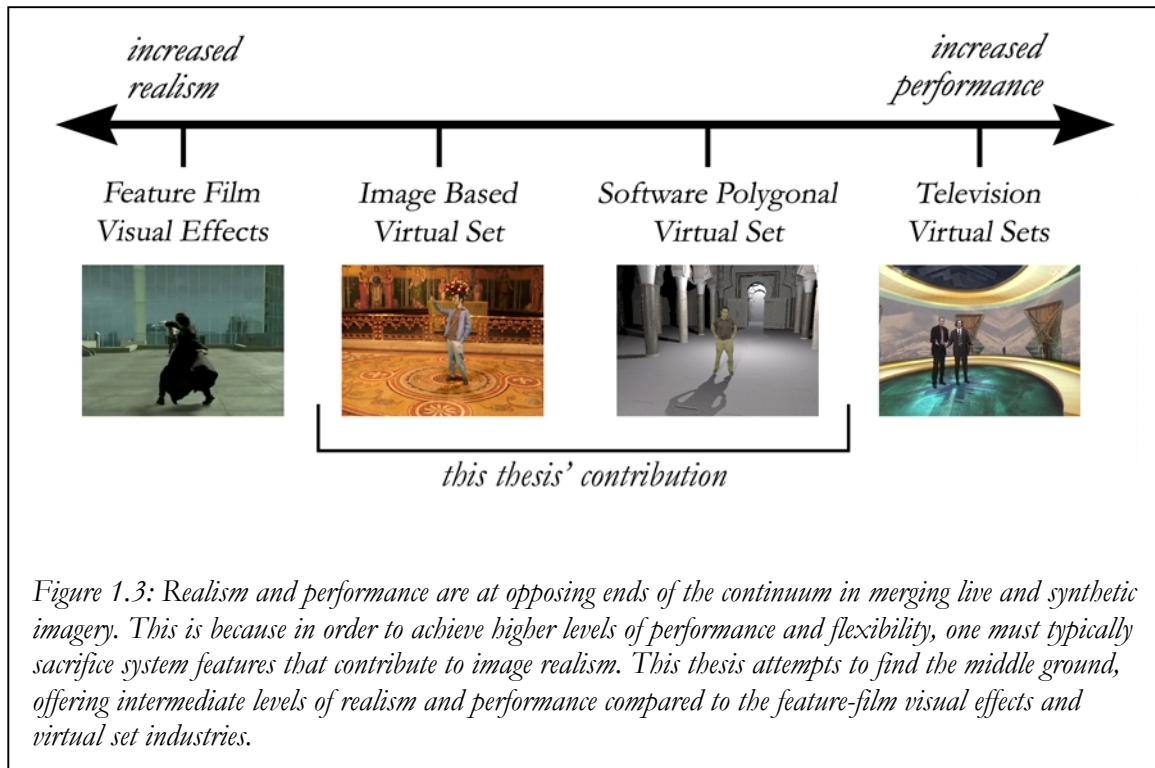 increased
realism
increased
performance
Feature Film
Visual Effects
Image Based
Virtual Set
Software Polygonal
Virtual Set
Television
Virtual Sets
this thesis' contribution
Figure 1.3: Realism and performance are at opposing ends of the continuum in merging live and synthetic
imagery. This is because in order to achieve higher levels of performance and flexibility, one must typically
sacrifice system features that contribute to image realism. This thesis attempts to find the middle ground,
offering intermediate levels of realism and performance compared to the feature-film visual effects and
virtual set industries.